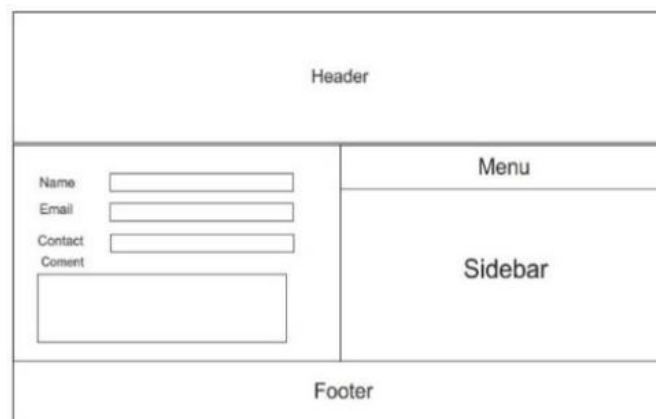 Header
Name
Email
Contact
Coment
Menu
Sidebar
Footer